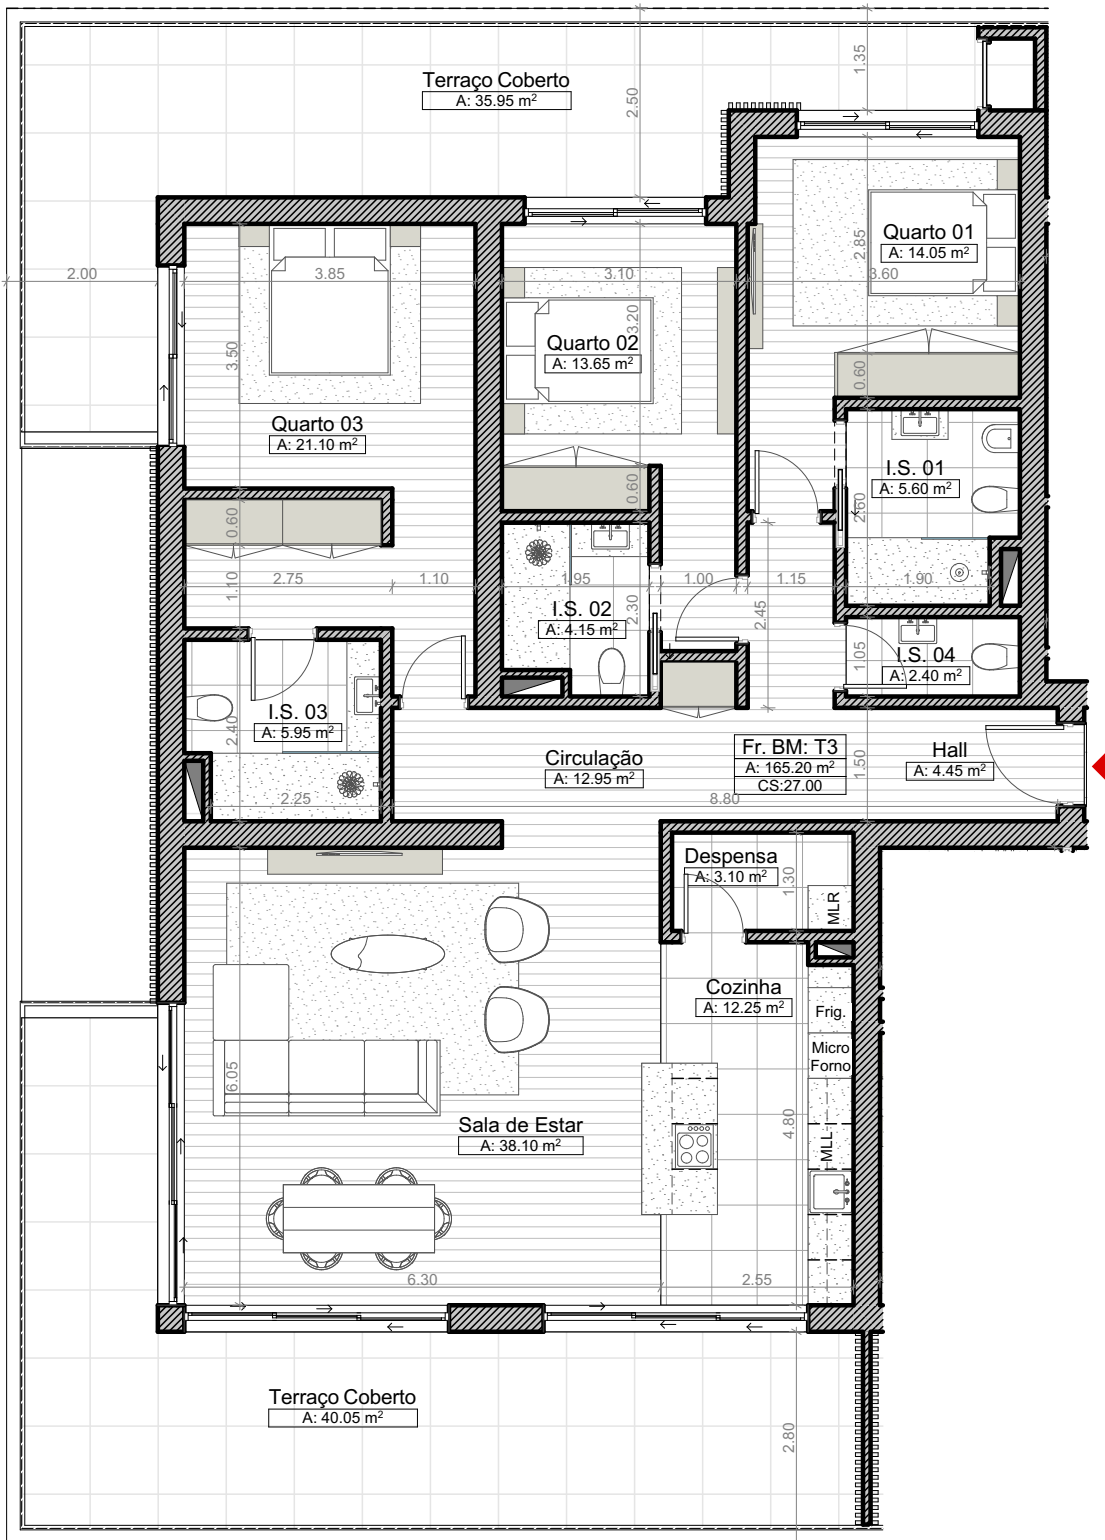 Terraço Coberto
A: 35.95 m²
2.50
1.35
2.00
3.85
3.50
Quarto 03
A: 21.10 m²
3.10
3.20
Quarto 02
A: 13.65 m²
2.85
Quarto 01
A: 14.05 m²
3.60
0.60
0.60
0.60
I.S. 01
A: 5.60 m²
2.60
1.90
1.10
2.75
1.10
1.95
I.S. 02
A: 4.15 m²
2.30
1.00
1.15
2.45
I.S. 04
A: 2.40 m²
1.05
I.S. 03
A: 5.95 m²
2.40
2.25
Circulação
A: 12.95 m²
Fr. BM: T3
A: 165.20 m²
CS:27.00
8.80
1.50
Hall
A: 4.45 m²
Despensa
A: 3.10 m²
1.30
MLR
Cozinha
A: 12.25 m²
Frig.
Micro
Forno
6.05
Sala de Estar
A: 38.10 m²
4.80
MLL
6.30
2.55
Terraço Coberto
A: 40.05 m²
2.80